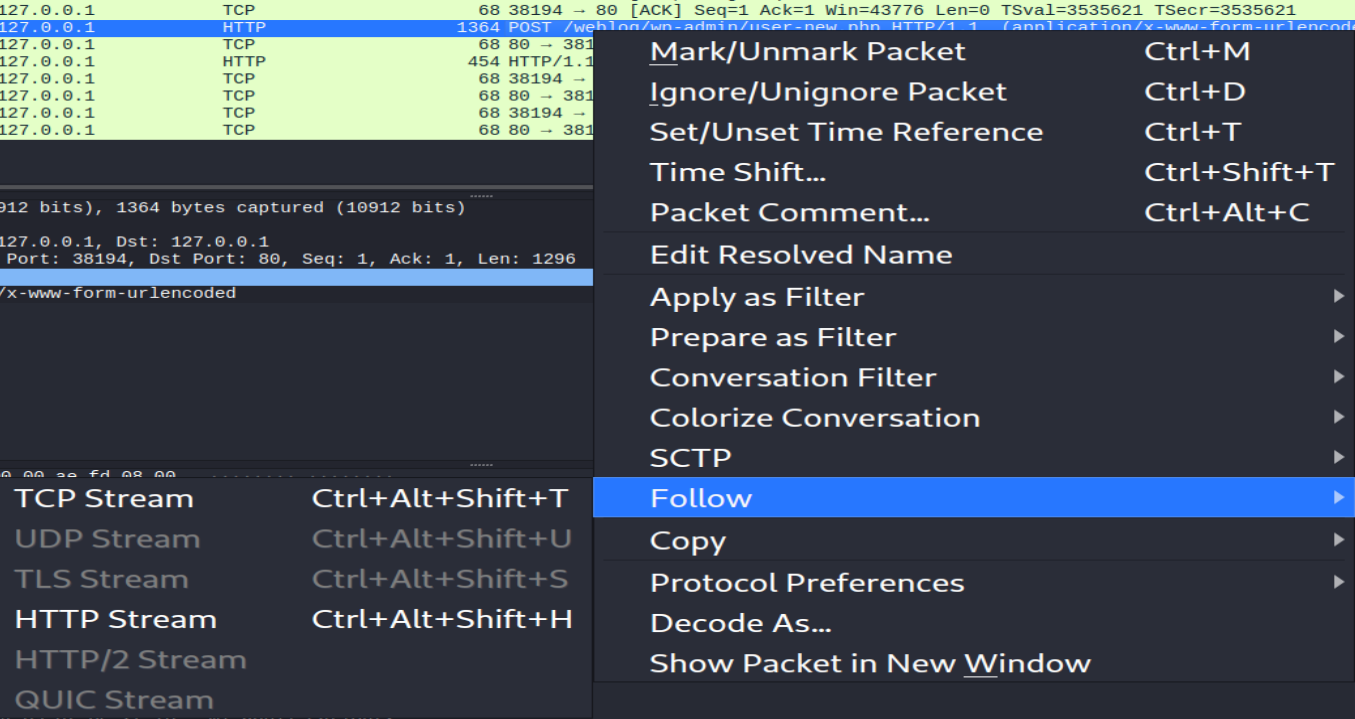 127.0.0.1 TCP 68 38194 → 80 [ACK] Seq=1 Ack=1 Win=43776 Len=0 TSval=3535621 TSecr=3535621
127.0.0.1 HTTP 1364 POST /weblog/wp-admin/user-new.php HTTP/1.1 (application/x-www-form-urlencode
127.0.0.1 TCP 68 80 → 381
127.0.0.1 HTTP 454 HTTP/1.1
127.0.0.1 TCP 68 38194 →
127.0.0.1 TCP 68 80 → 381
127.0.0.1 TCP 68 38194 →
127.0.0.1 TCP 68 80 → 381
912 bits), 1364 bytes captured (10912 bits)
127.0.0.1, Dst: 127.0.0.1
Port: 38194, Dst Port: 80, Seq: 1, Ack: 1, Len: 1296
/x-www-form-urlencoded
00 00 ae fd 08 00 ........ ........
Mark/Unmark Packet Ctrl+M
Ignore/Unignore Packet Ctrl+D
Set/Unset Time Reference Ctrl+T
Time Shift... Ctrl+Shift+T
Packet Comment... Ctrl+Alt+C
Edit Resolved Name
Apply as Filter
Prepare as Filter
Conversation Filter
Colorize Conversation
SCTP
Follow
Copy
Protocol Preferences
Decode As...
Show Packet in New Window
TCP Stream Ctrl+Alt+Shift+T
UDP Stream Ctrl+Alt+Shift+U
TLS Stream Ctrl+Alt+Shift+S
HTTP Stream Ctrl+Alt+Shift+H
HTTP/2 Stream
QUIC Stream